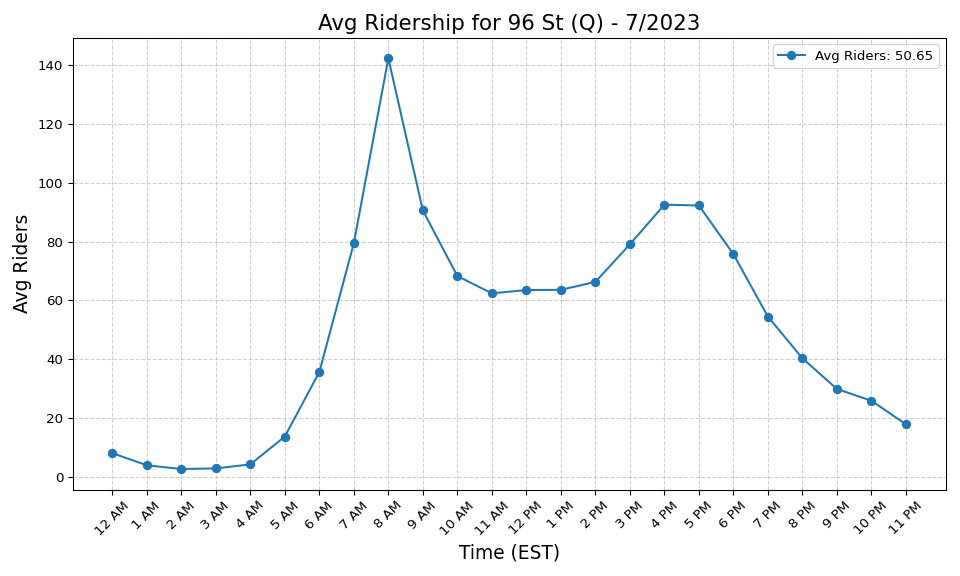 Avg Ridership for 96 St (Q) - 7/2023
Avg Riders: 50.65
Avg Riders
140
120
100
80
60
40
20
0
12 AM
1 AM
2 AM
3 AM
4 AM
5 AM
6 AM
7 AM
8 AM
9 AM
10 AM
11 AM
12 PM
1 PM
2 PM
3 PM
4 PM
5 PM
6 PM
7 PM
8 PM
9 PM
10 PM
11 PM
Time (EST)